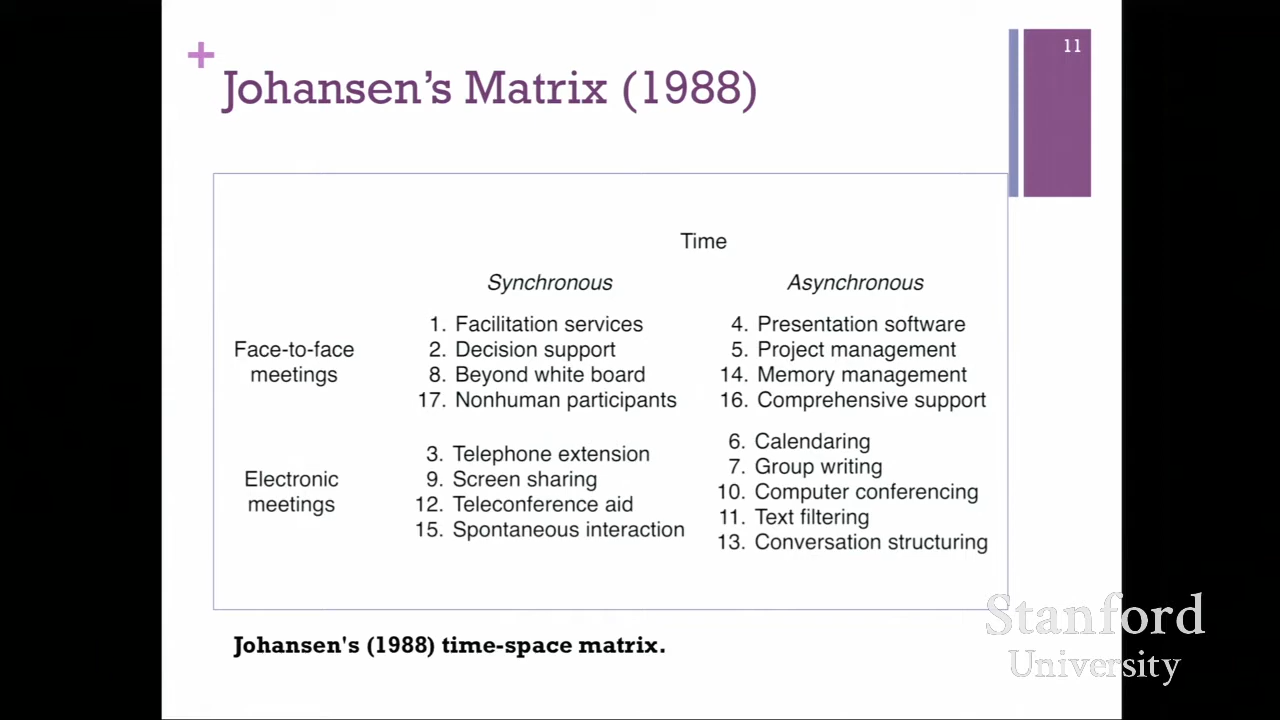 +
Johansen's Matrix (1988)
11
Time
Synchronous
Asynchronous
Face-to-face
meetings
1. Facilitation services
2. Decision support
8. Beyond white board
17. Nonhuman participants
4. Presentation software
5. Project management
14. Memory management
16. Comprehensive support
Electronic
meetings
3. Telephone extension
9. Screen sharing
12. Teleconference aid
15. Spontaneous interaction
6. Calendaring
7. Group writing
10. Computer conferencing
11. Text filtering
13. Conversation structuring
Johansen's (1988) time-space matrix.
Stanford
University